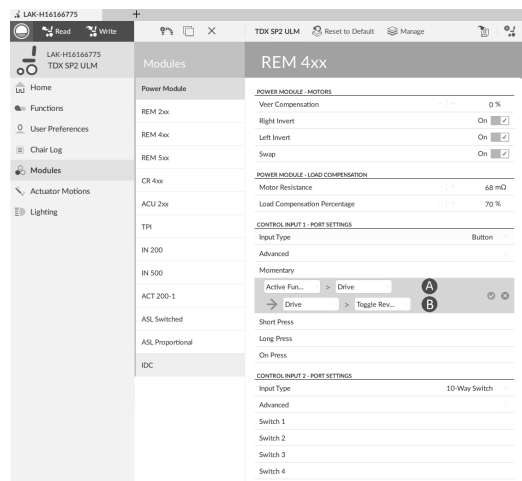 LAK-H16166775
+
Read
Write
TDX SP2 ULM
Reset to Default
Manage
LAK-H16166775
TDX SP2 ULM
Home
Functions
User Preferences
Chair Log
Modules
Actuator Motions
Lighting
Modules
Power Module
REM 2xx
REM 4xx
REM 5xx
CR 4xx
ACU 2xx
TPI
IN 200
IN 500
ACT 200-1
ASL Switched
ASL Proportional
IDC
REM 4xx
POWER MODULE - MOTORS
Veer Compensation - + 0 %
Right Invert On
Left Invert On
Swap On
POWER MODULE - LOAD COMPENSATION
Motor Resistance - + 68 mΩ
Load Compensation Percentage - + 70 %
CONTROL INPUT 1 - PORT SETTINGS
Input Type Button
Advanced
Momentary
Active Fun... > Drive A
Drive > Toggle Rev... B
Short Press
Long Press
On Press
CONTROL INPUT 2 - PORT SETTINGS
Input Type 10-Way Switch
Advanced
Switch 1
Switch 2
Switch 3
Switch 4